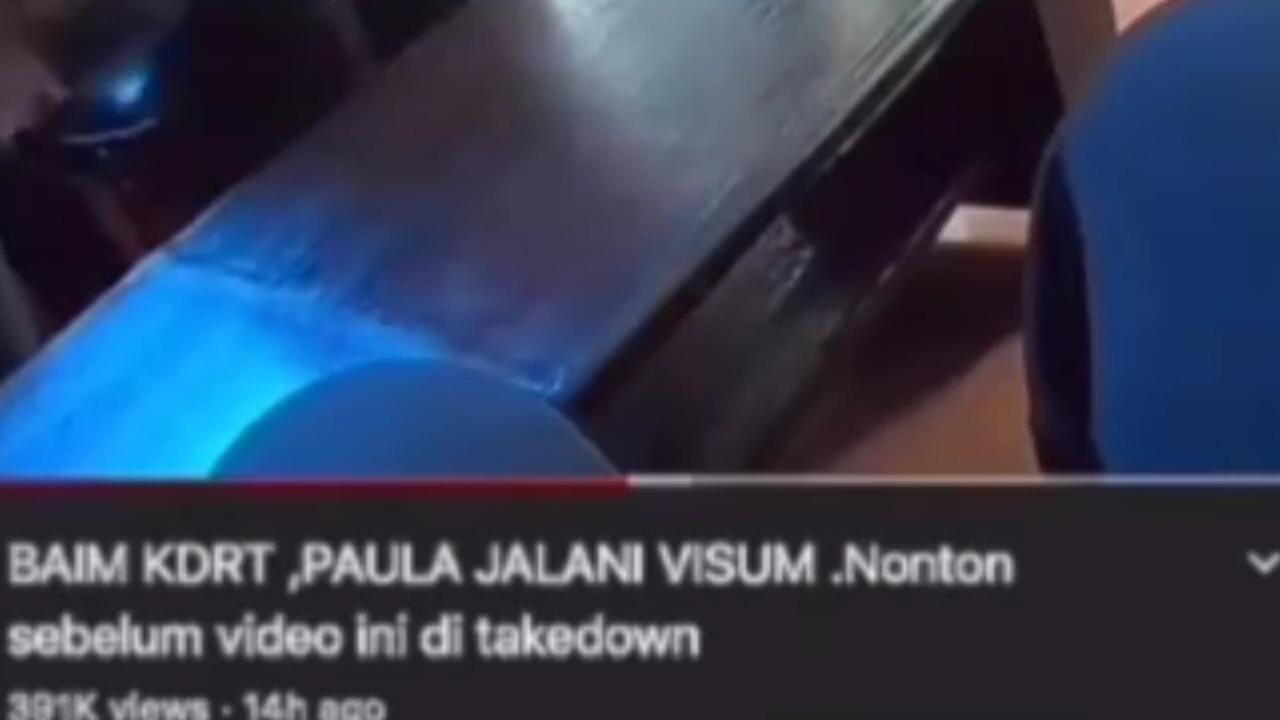 BAIM KDRT ,PAULA JALANI VISUM .Nonton
sebelum video ini di takedown
391K views · 14h ago